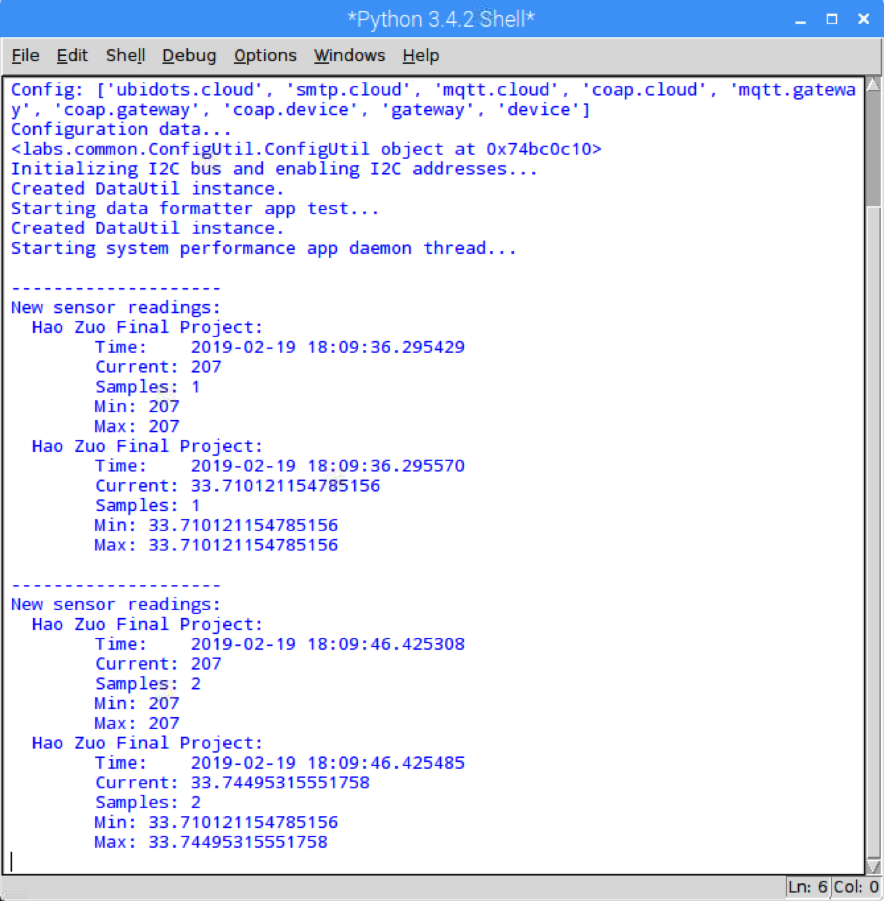 *Python 3.4.2 Shell*
File Edit Shell Debug Options Windows Help
Config: ['ubidots.cloud', 'smtp.cloud', 'mqtt.cloud', 'coap.cloud', 'mqtt.gatewa
y', 'coap.gateway', 'coap.device', 'gateway', 'device']
Configuration data...
<labs.common.ConfigUtil.ConfigUtil object at 0x74bc0c10>
Initializing I2C bus and enabling I2C addresses...
Created DataUtil instance.
Starting data formatter app test...
Created DataUtil instance.
Starting system performance app daemon thread...
--------------------
New sensor readings:
  Hao Zuo Final Project:
        Time:    2019-02-19 18:09:36.295429
        Current: 207
        Samples: 1
        Min: 207
        Max: 207
  Hao Zuo Final Project:
        Time:    2019-02-19 18:09:36.295570
        Current: 33.710121154785156
        Samples: 1
        Min: 33.710121154785156
        Max: 33.710121154785156
--------------------
New sensor readings:
  Hao Zuo Final Project:
        Time:    2019-02-19 18:09:46.425308
        Current: 207
        Samples: 2
        Min: 207
        Max: 207
  Hao Zuo Final Project:
        Time:    2019-02-19 18:09:46.425485
        Current: 33.74495315551758
        Samples: 2
        Min: 33.710121154785156
        Max: 33.74495315551758
Ln: 6 Col: 0